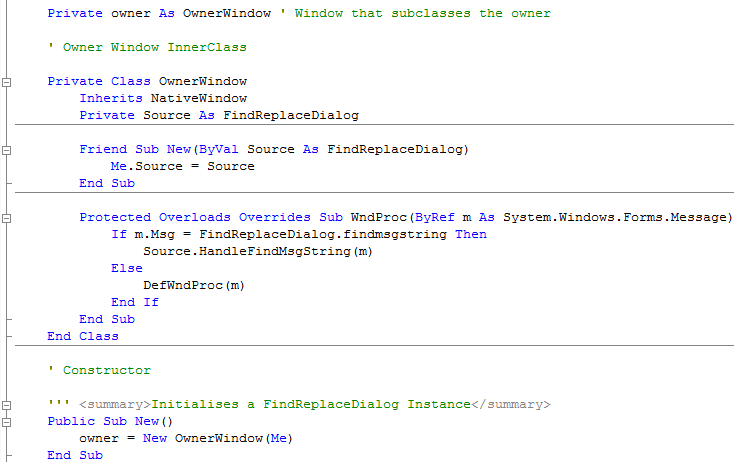 Private owner As OwnerWindow ' Window that subclasses the owner
' Owner Window InnerClass
Private Class OwnerWindow
Inherits NativeWindow
Private Source As FindReplaceDialog
Friend Sub New(ByVal Source As FindReplaceDialog)
Me.Source = Source
End Sub
Protected Overloads Overrides Sub WndProc(ByRef m As System.Windows.Forms.Message)
If m.Msg = FindReplaceDialog.findmsgstring Then
Source.HandleFindMsgString(m)
Else
DefWndProc(m)
End If
End Sub
End Class
' Constructor
''' <summary>Initialises a FindReplaceDialog Instance</summary>
Public Sub New()
owner = New OwnerWindow(Me)
End Sub